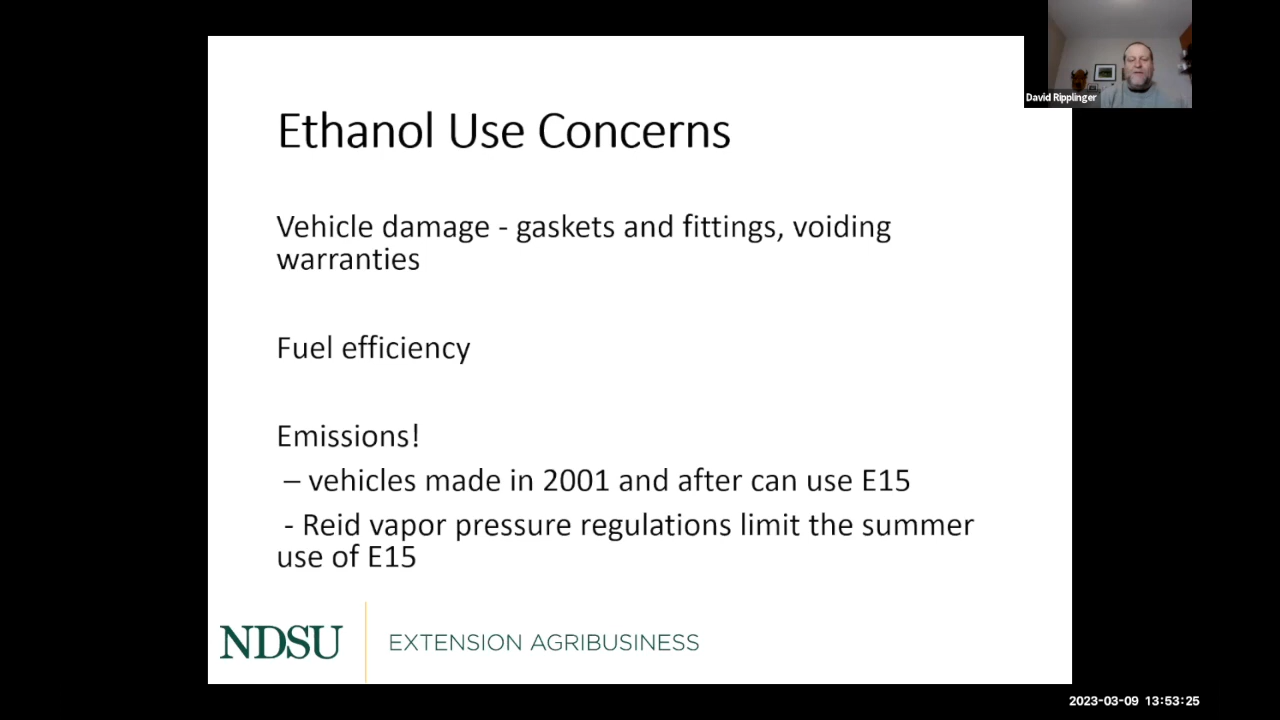 David Ripplinger
Ethanol Use Concerns
Vehicle damage - gaskets and fittings, voiding
warranties
Fuel efficiency
Emissions!
– vehicles made in 2001 and after can use E15
- Reid vapor pressure regulations limit the summer
use of E15
NDSU
EXTENSION AGRIBUSINESS
2023-03-09 13:53:25